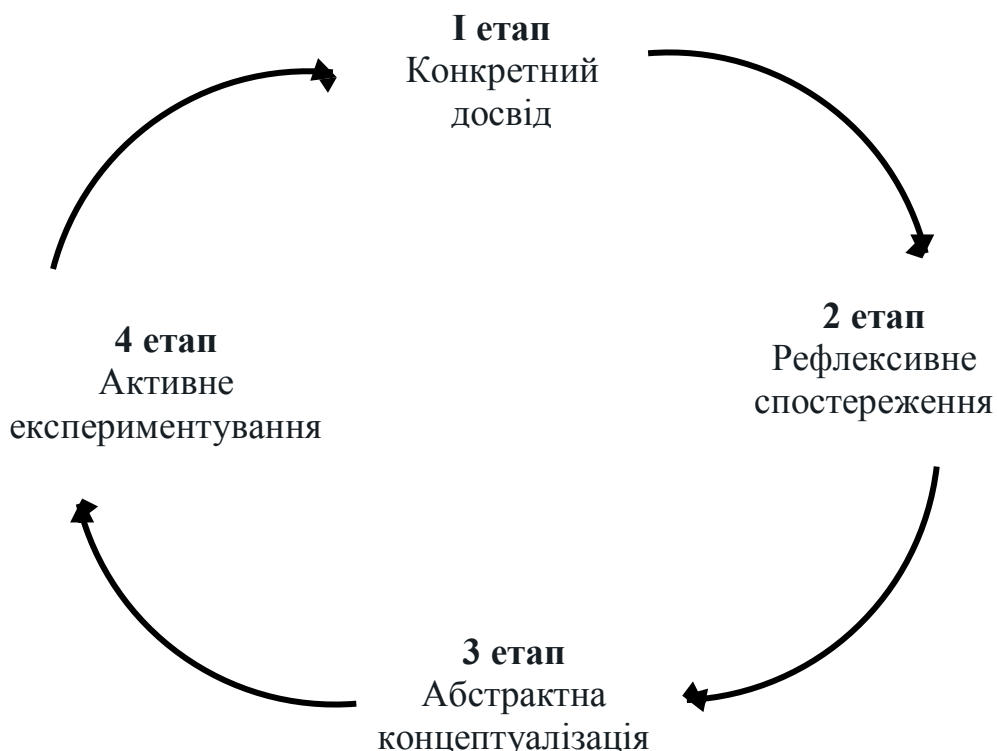 І етап
Конкретний
досвід
2 етап
Рефлексивне
спостереження
3 етап
Абстрактна
концептуалізація
4 етап
Активне
експериментування